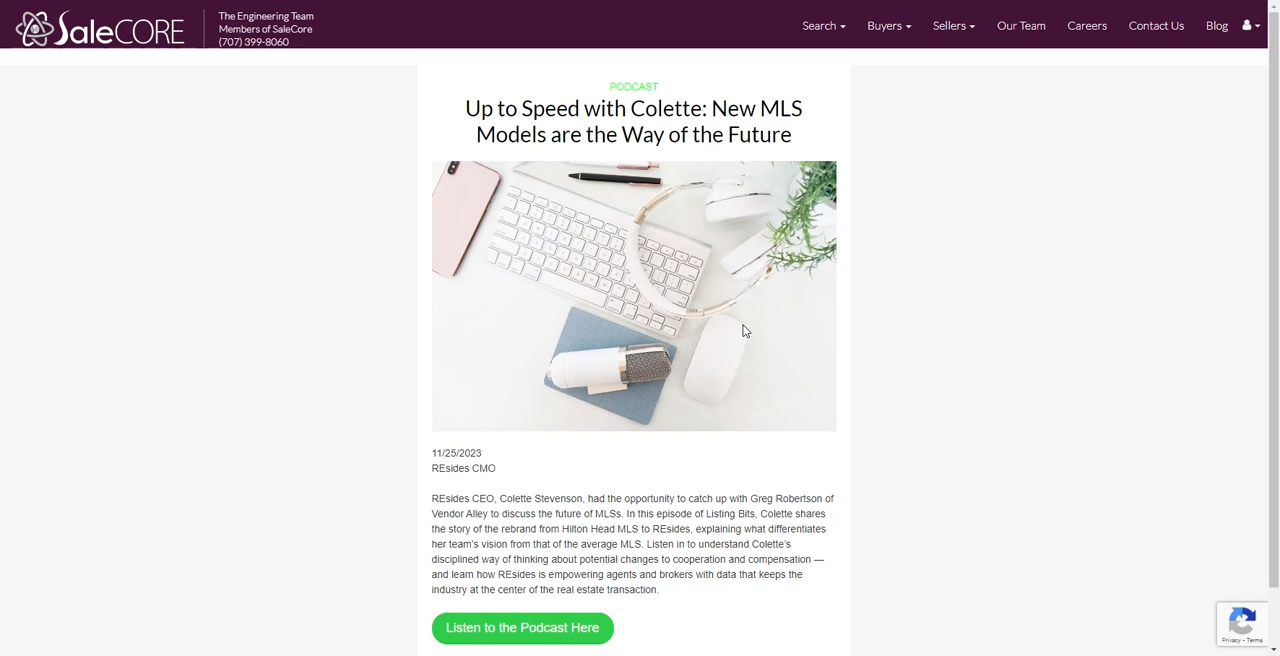 SaleCORE
The Engineering Team
Members of SaleCore
(707) 399-8060
Search
Buyers
Sellers
Our Team
Careers
Contact Us
Blog
PODCAST
Up to Speed with Colette: New MLS
Models are the Way of the Future
11/25/2023
REsides CMO
REsides CEO, Colette Stevenson, had the opportunity to catch up with Greg Robertson of
Vendor Alley to discuss the future of MLSs. In this episode of Listing Bits, Colette shares
the story of the rebrand from Hilton Head MLS to REsides, explaining what differentiates
her team's vision from that of the average MLS. Listen in to understand Colette's
disciplined way of thinking about potential changes to cooperation and compensation —
and learn how REsides is empowering agents and brokers with data that keeps the
industry at the center of the real estate transaction.
Listen to the Podcast Here
Privacy - Terms